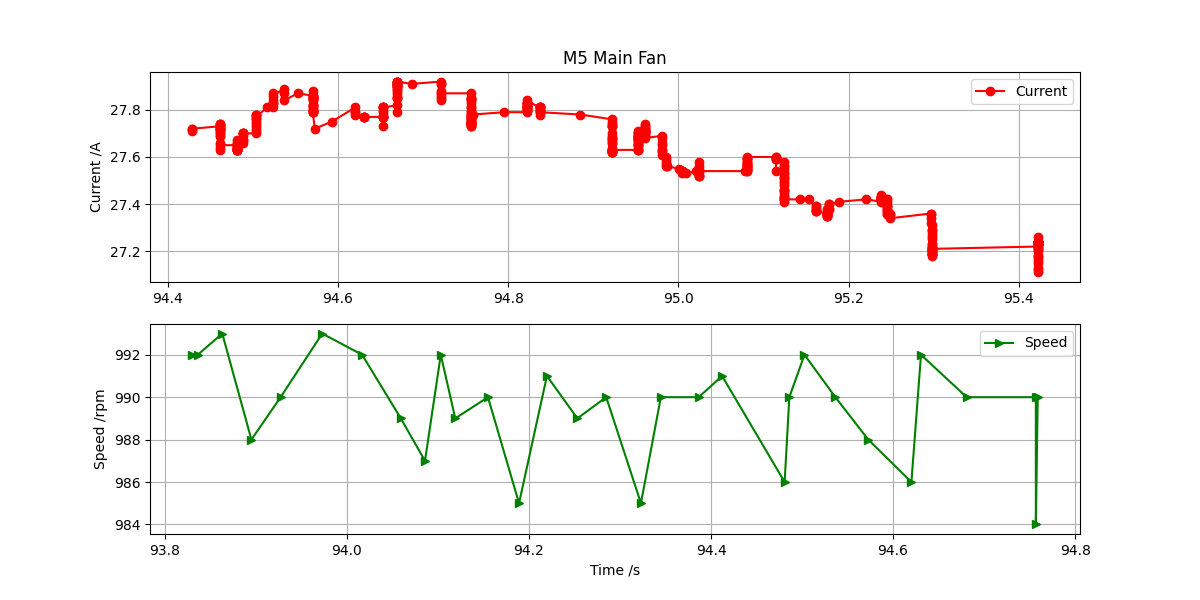 M5 Main Fan
Current /A
27.8
27.6
27.4
27.2
Current
94.4 94.6 94.8 95.0 95.2 95.4
Speed /rpm
992
990
988
986
984
Speed
93.8 94.0 94.2 94.4 94.6 94.8
Time /s